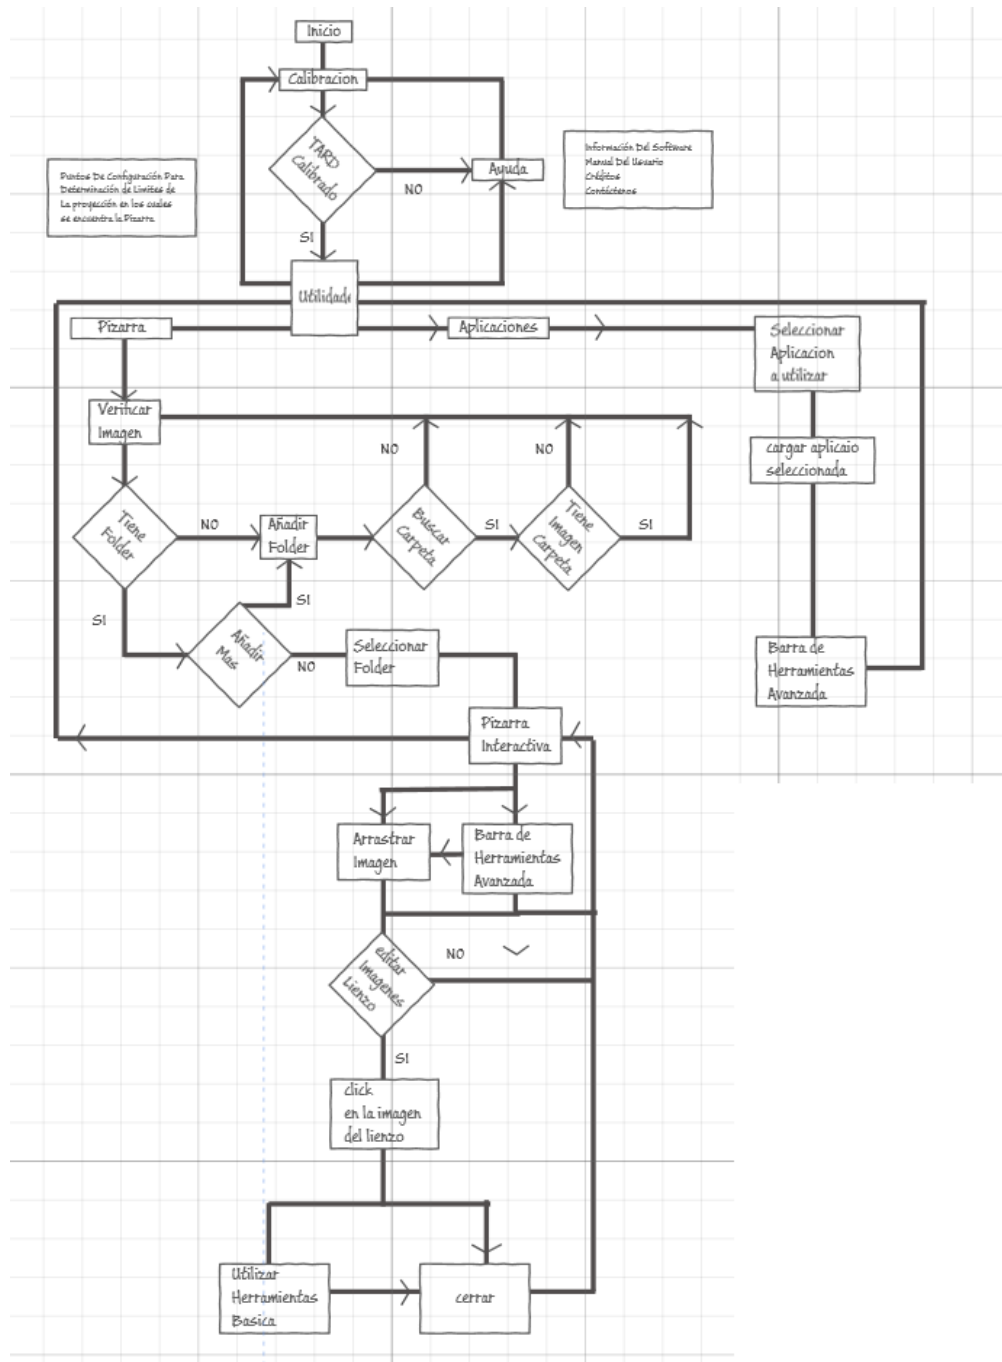 Inicio
Calibracion
TARD
Calibrado
NO
Ayuda
Información Del Software
Manual Del Usuario
Créditos
Contáctenos
Puntos De Configuración Para
Determinación de Limites de
La proyección en los cuales
se encuentra la Pizarra
SI
Utilidade
Pizarra
Aplicaciones
Seleccionar
Aplicacion
a utilizar
Verificar
Imagen
NO
NO
cargar aplicaio
seleccionada
Tiene
Folder
NO
Añadir
Folder
Buscar
Carpeta
SI
Tiene
Imagen
Carpeta
SI
SI
SI
Añadir
Mas
NO
Seleccionar
Folder
Barra de
Herramientas
Avanzada
Pizarra
Interactiva
Arrastrar
Imagen
Barra de
Herramientas
Avanzada
editar
Imagenes
Lienzo
NO
SI
click
en la imagen
del lienzo
Utilizar
Herramientas
Basica
cerrar